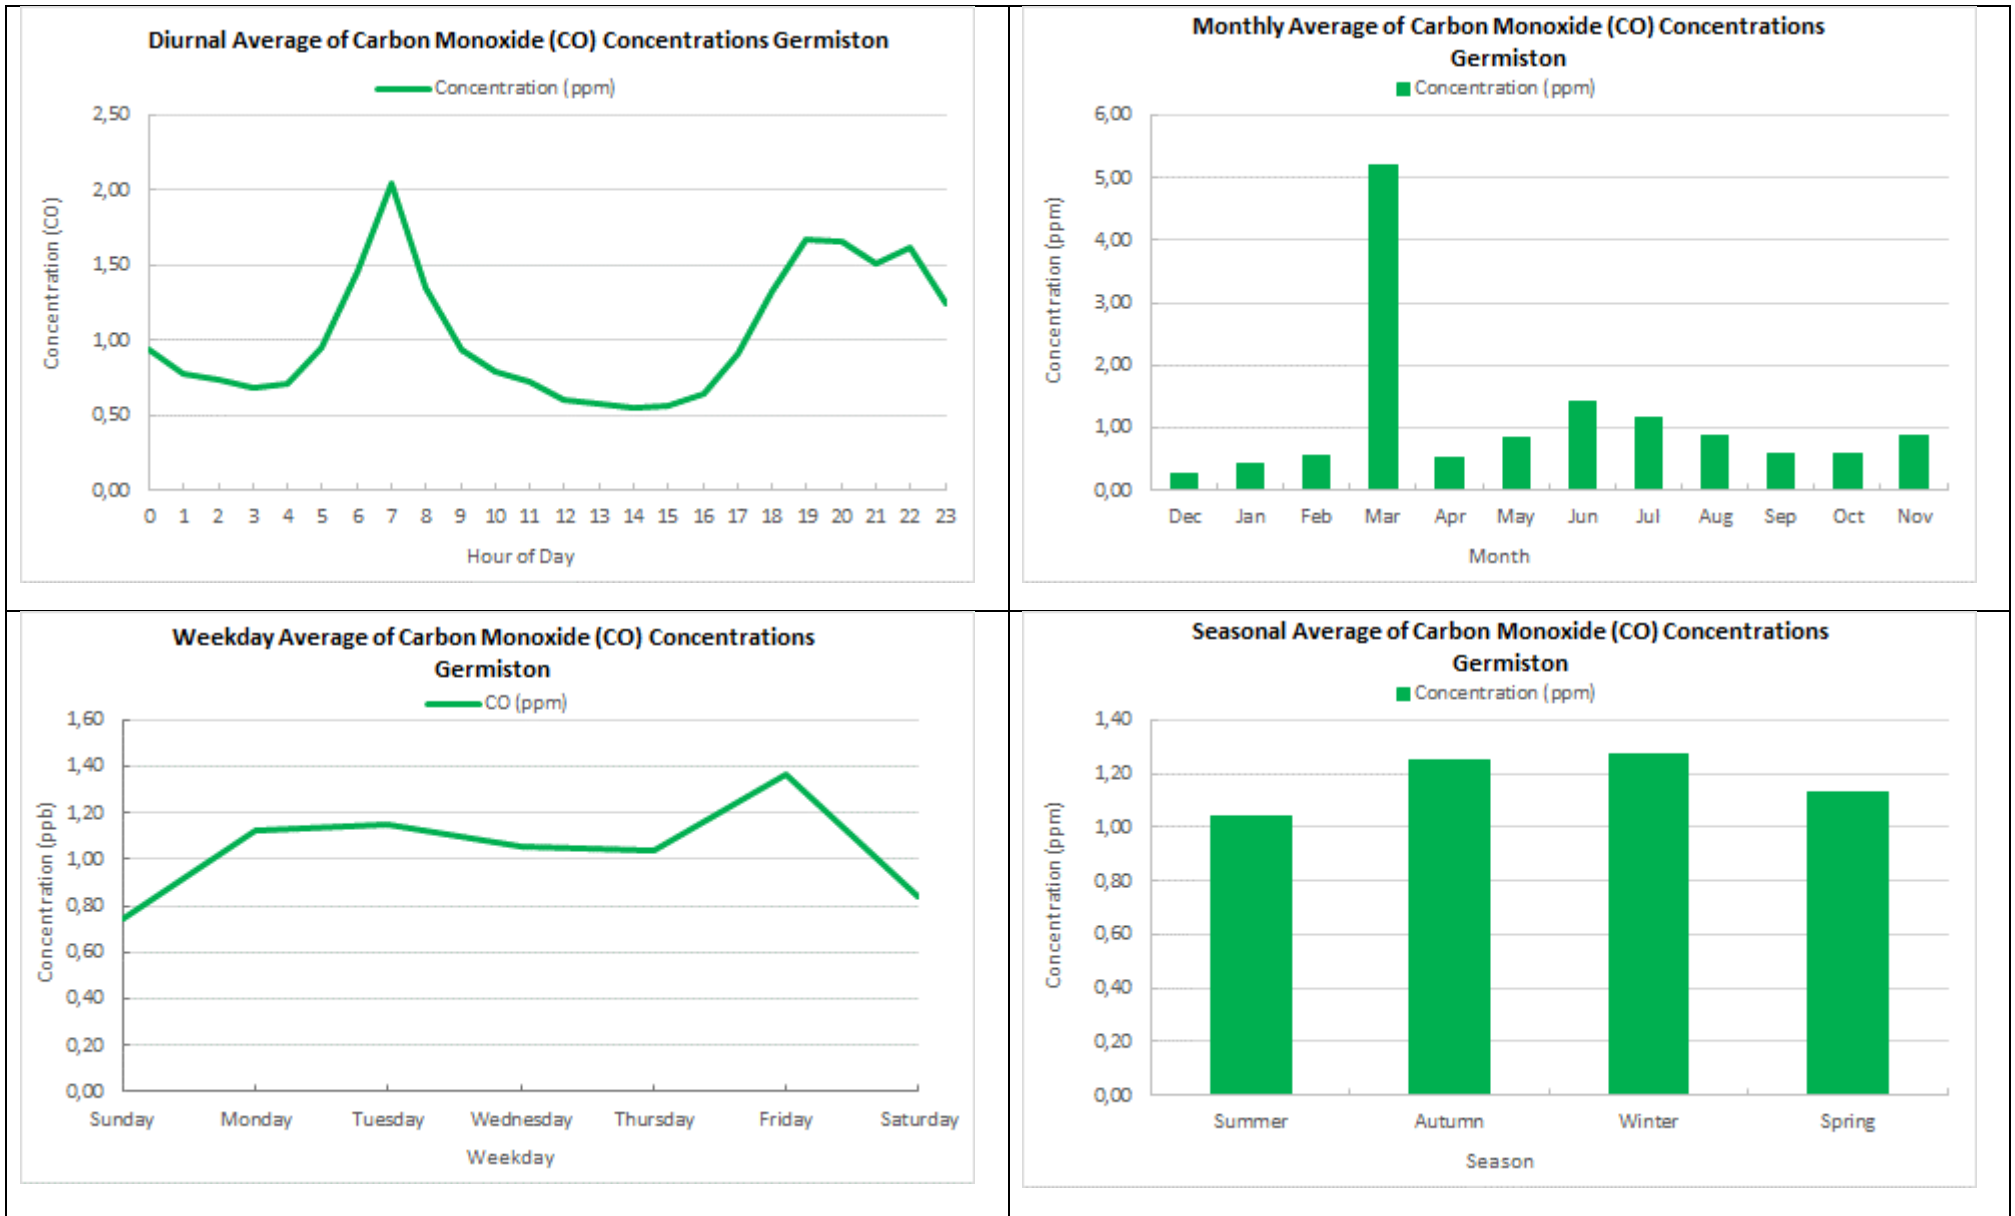 Diurnal Average of Carbon Monoxide (CO) Concentrations Germiston
Concentration (ppm)
Concentration (CO)
2,50
2,00
1,50
1,00
0,50
0,00
0 1 2 3 4 5 6 7 8 9 10 11 12 13 14 15 16 17 18 19 20 21 22 23
Hour of Day
Monthly Average of Carbon Monoxide (CO) Concentrations
Germiston
Concentration (ppm)
Concentration (ppm)
6,00
5,00
4,00
3,00
2,00
1,00
0,00
Dec Jan Feb Mar Apr May Jun Jul Aug Sep Oct Nov
Month
Weekday Average of Carbon Monoxide (CO) Concentrations
Germiston
CO (ppm)
Concentration (ppb)
1,60
1,40
1,20
1,00
0,80
0,60
0,40
0,20
0,00
Sunday Monday Tuesday Wednesday Thursday Friday Saturday
Weekday
Seasonal Average of Carbon Monoxide (CO) Concentrations
Germiston
Concentration (ppm)
Concentration (ppm)
1,40
1,20
1,00
0,80
0,60
0,40
0,20
0,00
Summer Autumn Winter Spring
Season